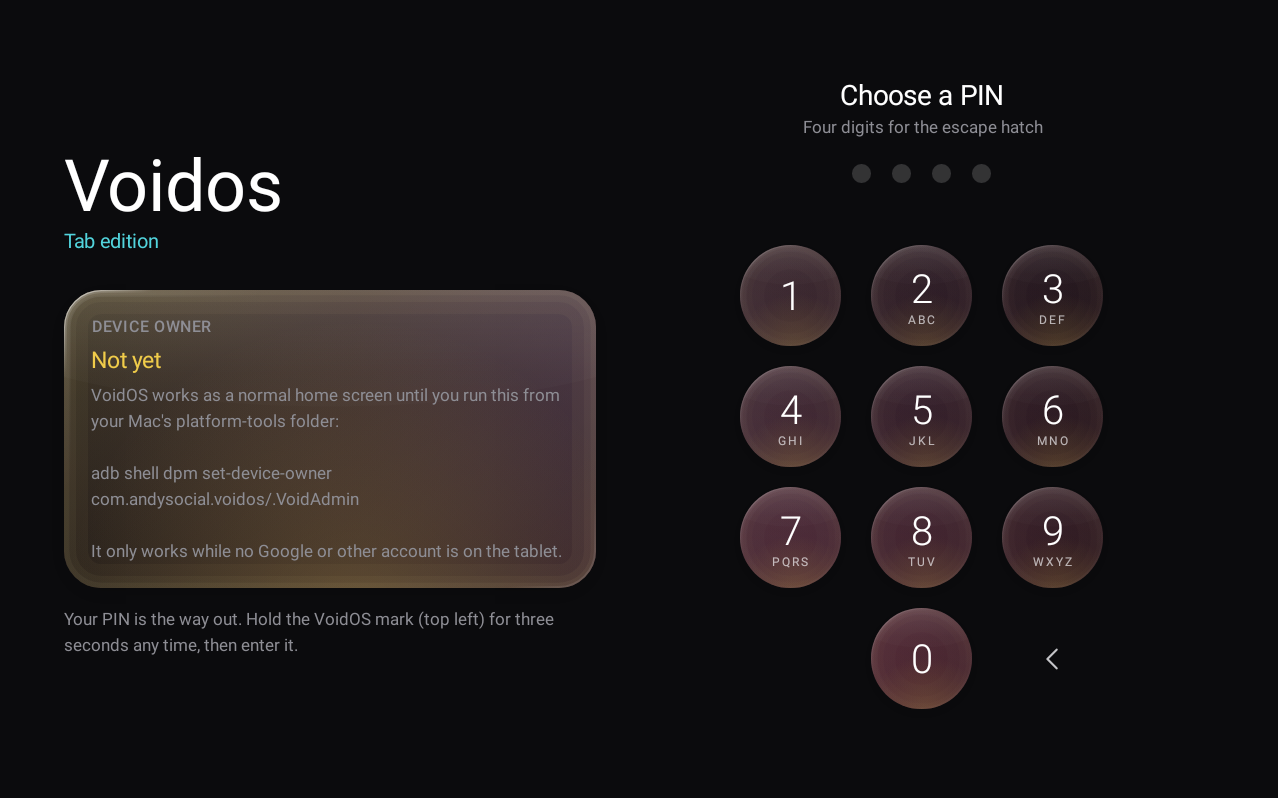 Voidos
Tab edition
DEVICE OWNER
Not yet
VoidOS works as a normal home screen until you run this from
your Mac's platform-tools folder:
adb shell dpm set-device-owner
com.andysocial.voidos/.VoidAdmin
It only works while no Google or other account is on the tablet.
Your PIN is the way out. Hold the VoidOS mark (top left) for three
seconds any time, then enter it.
Choose a PIN
Four digits for the escape hatch
1
2
ABC
3
DEF
4
GHI
5
JKL
6
MNO
7
PQRS
8
TUV
9
WXYZ
0